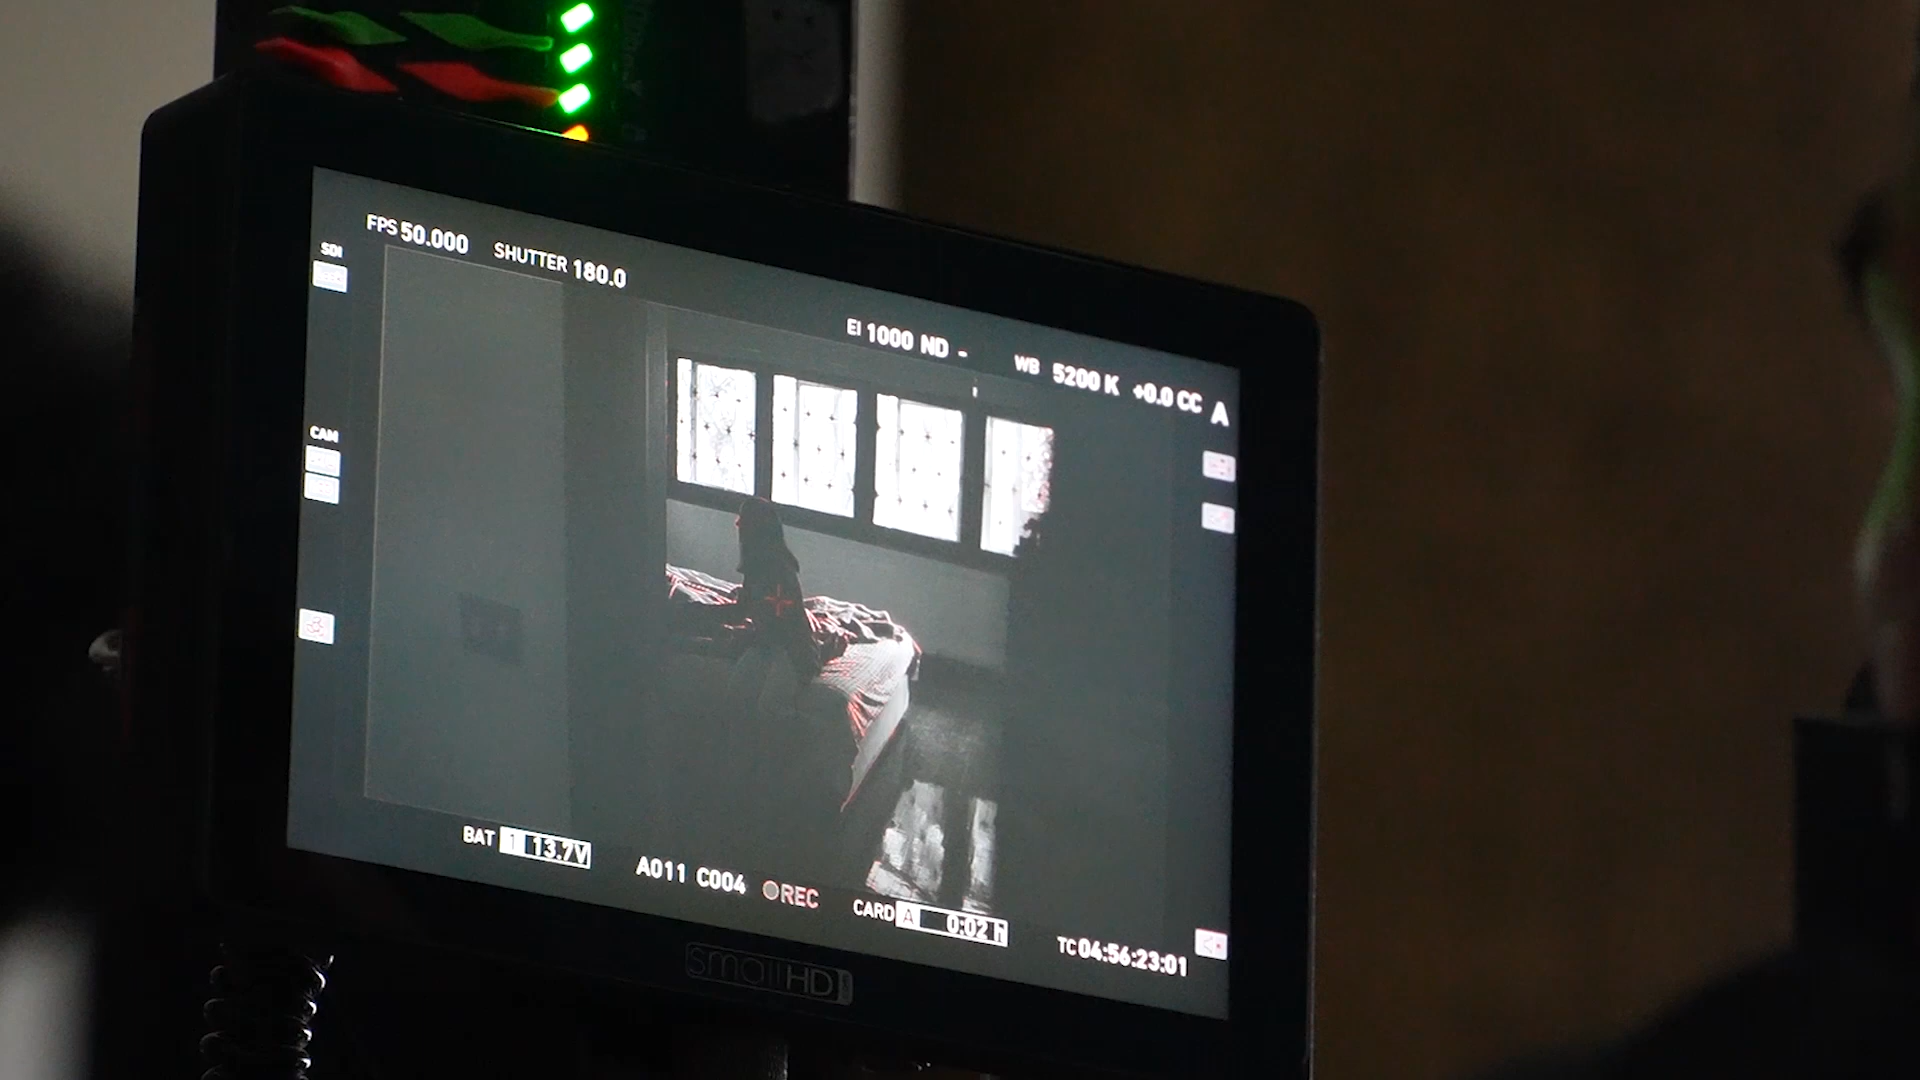 FPS 50.000 SHUTTER 180.0
EI 1000 ND - WB 5200 K +0.0 CC A
SDI
CAM
BAT 1 13.7V
A011 C004 REC
CARD A 0:02 h
TC 04:56:23:01
smallHD